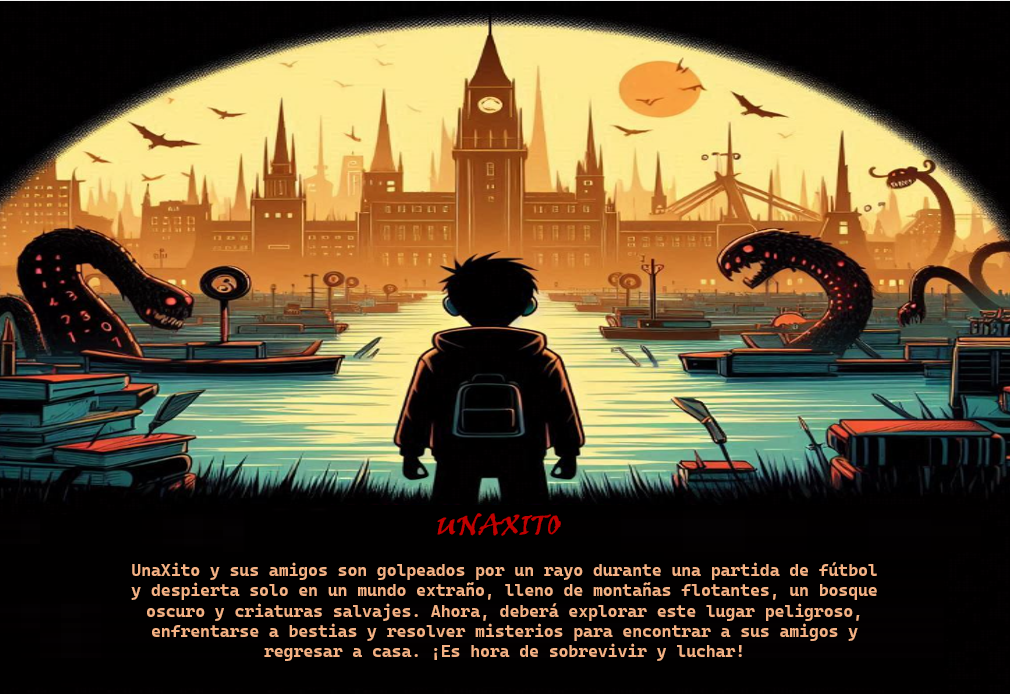 UNAXITO
UnaXito y sus amigos son golpeados por un rayo durante una partida de fútbol
y despierta solo en un mundo extraño, lleno de montañas flotantes, un bosque
oscuro y criaturas salvajes. Ahora, deberá explorar este lugar peligroso,
enfrentarse a bestias y resolver misterios para encontrar a sus amigos y
regresar a casa. ¡Es hora de sobrevivir y luchar!